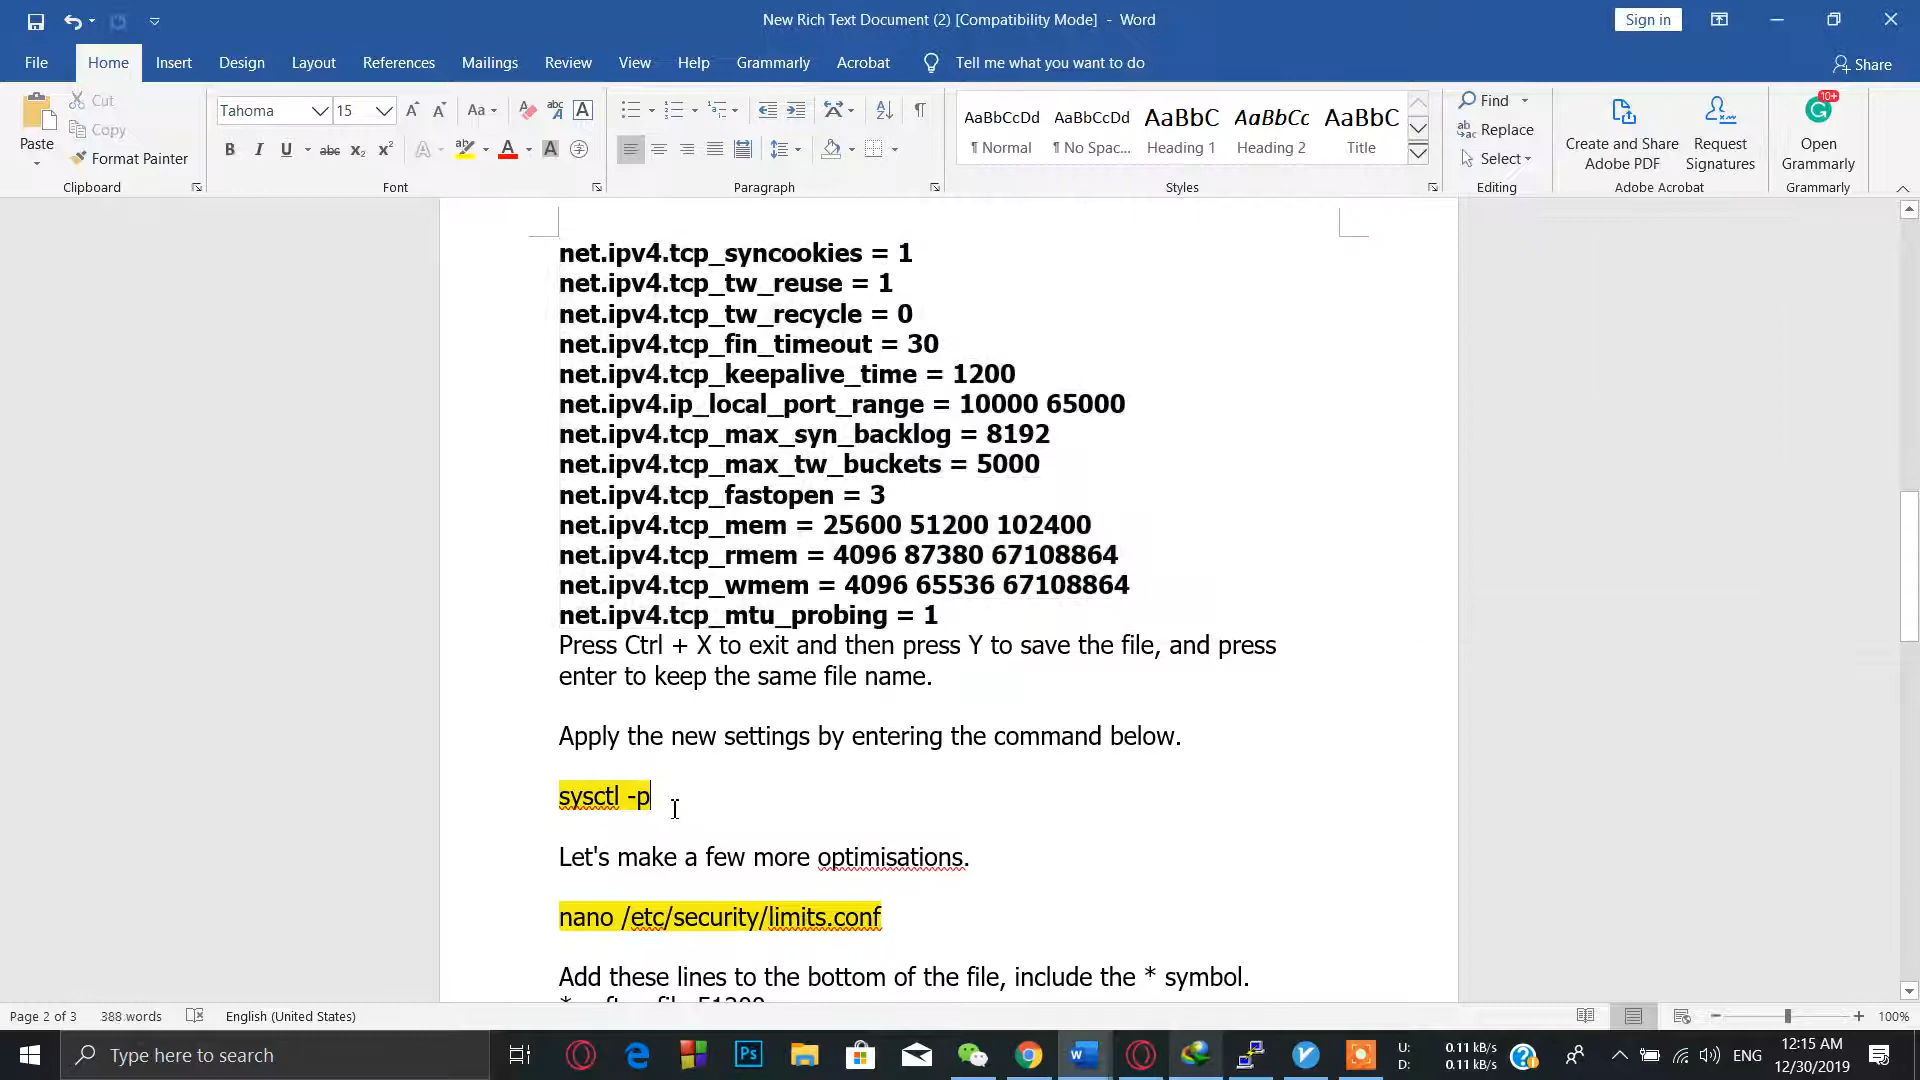 New Rich Text Document (2) [Compatibility Mode] - Word
Sign in
File Home Insert Design Layout References Mailings Review View Help Grammarly Acrobat Tell me what you want to do Share
Paste
Cut
Copy
Format Painter
Clipboard
Tahoma 15
Font
Paragraph
AaBbCcDd AaBbCcDd AaBbC AaBbCc AaBbC
¶ Normal ¶ No Spac... Heading 1 Heading 2 Title
Styles
Find
Replace
Select
Editing
Create and Share
Adobe PDF
Request
Signatures
Adobe Acrobat
10+
Open
Grammarly
Grammarly
net.ipv4.tcp_syncookies = 1
net.ipv4.tcp_tw_reuse = 1
net.ipv4.tcp_tw_recycle = 0
net.ipv4.tcp_fin_timeout = 30
net.ipv4.tcp_keepalive_time = 1200
net.ipv4.ip_local_port_range = 10000 65000
net.ipv4.tcp_max_syn_backlog = 8192
net.ipv4.tcp_max_tw_buckets = 5000
net.ipv4.tcp_fastopen = 3
net.ipv4.tcp_mem = 25600 51200 102400
net.ipv4.tcp_rmem = 4096 87380 67108864
net.ipv4.tcp_wmem = 4096 65536 67108864
net.ipv4.tcp_mtu_probing = 1
Press Ctrl + X to exit and then press Y to save the file, and press
enter to keep the same file name.
Apply the new settings by entering the command below.
sysctl -p
Let's make a few more optimisations.
nano /etc/security/limits.conf
Add these lines to the bottom of the file, include the * symbol.
Page 2 of 3 388 words English (United States) 100%
Type here to search
U: 0.11 kB/s
D: 0.11 kB/s
ENG
12:15 AM
12/30/2019